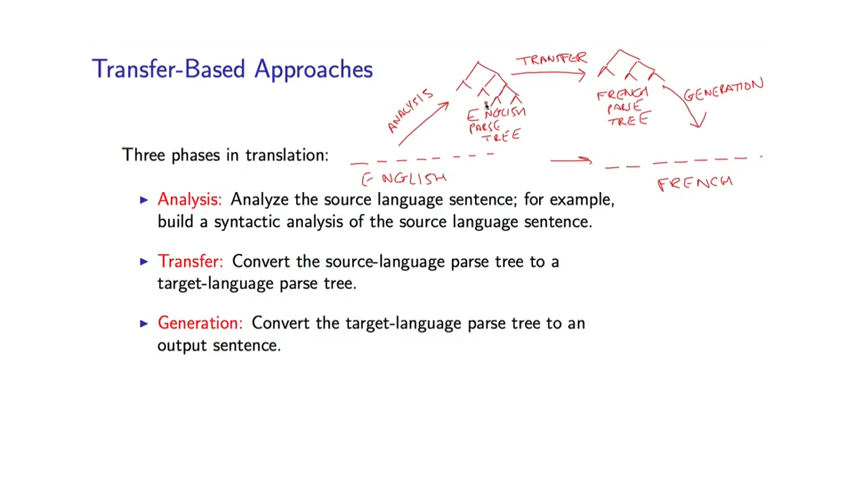 Transfer-Based Approaches
ANALYSIS
TRANSFER
ENGLISH
PARSE
TREE
FRENCH
PARSE
TREE
GENERATION
Three phases in translation:
ENGLISH
FRENCH
Analysis: Analyze the source language sentence; for example,
build a syntactic analysis of the source language sentence.
Transfer: Convert the source-language parse tree to a
target-language parse tree.
Generation: Convert the target-language parse tree to an
output sentence.